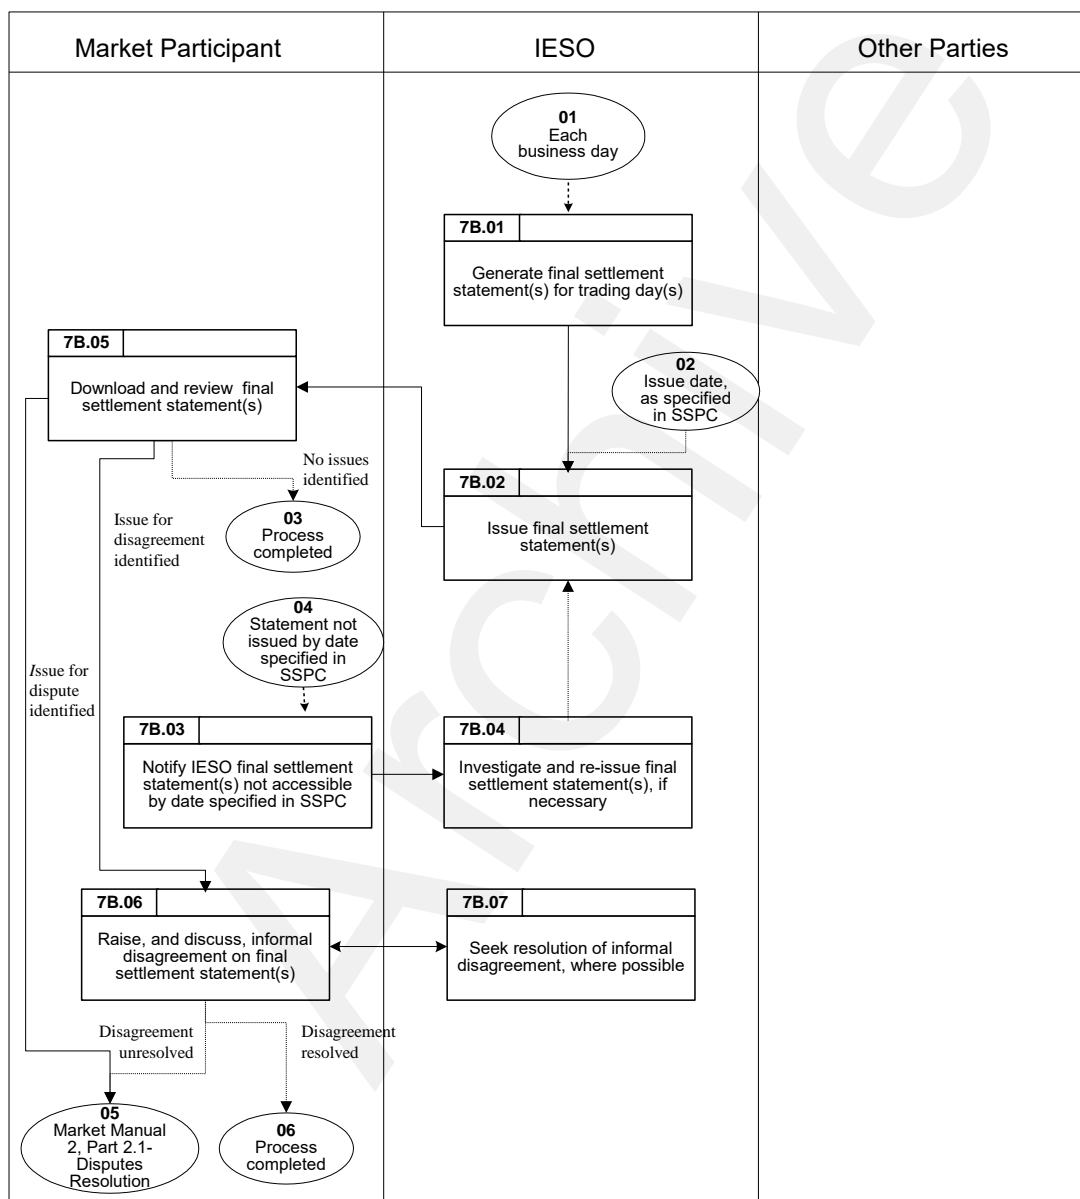 Market Participant
IESO
Other Parties
01
Each
business day
7B.01
Generate final settlement
statement(s) for trading day(s)
7B.05
Download and review final
settlement statement(s)
02
Issue date,
as specified
in SSPC
No issues
identified
7B.02
Issue final settlement
statement(s)
03
Process
completed
Issue for
disagreement
identified
04
Statement not
issued by date
specified in
SSPC
Issue for
dispute
identified
7B.03
Notify IESO final settlement
statement(s) not accessible
by date specified in SSPC
7B.04
Investigate and re-issue final
settlement statement(s), if
necessary
7B.06
Raise, and discuss, informal
disagreement on final
settlement statement(s)
7B.07
Seek resolution of informal
disagreement, where possible
Disagreement
unresolved
Disagreement
resolved
05
Market Manual
2, Part 2.1-
Disputes
Resolution
06
Process
completed
Archive